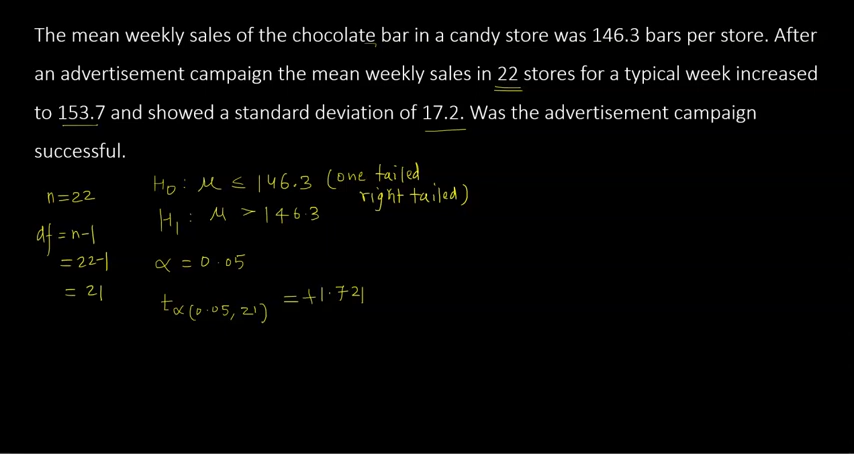 The mean weekly sales of the chocolate bar in a candy store was 146.3 bars per store. After
an advertisement campaign the mean weekly sales in 22 stores for a typical week increased
to 153.7 and showed a standard deviation of 17.2. Was the advertisement campaign
successful.
n=22
df = n-1
= 22-1
= 21
H₀ : μ ≤ 146.3 (one tailed
right tailed)
H₁ : μ > 146.3
α = 0.05
tα(0.05, 21) = +1.721